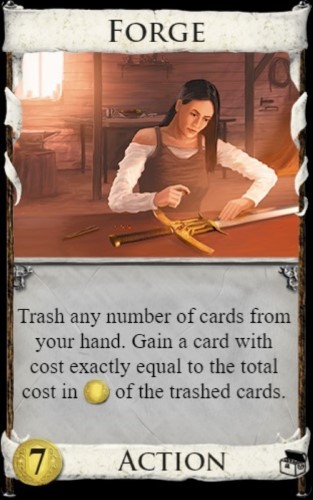 FORGE
Trash any number of cards from
your hand. Gain a card with
cost exactly equal to the total
cost in of the trashed cards.
7 ACTION